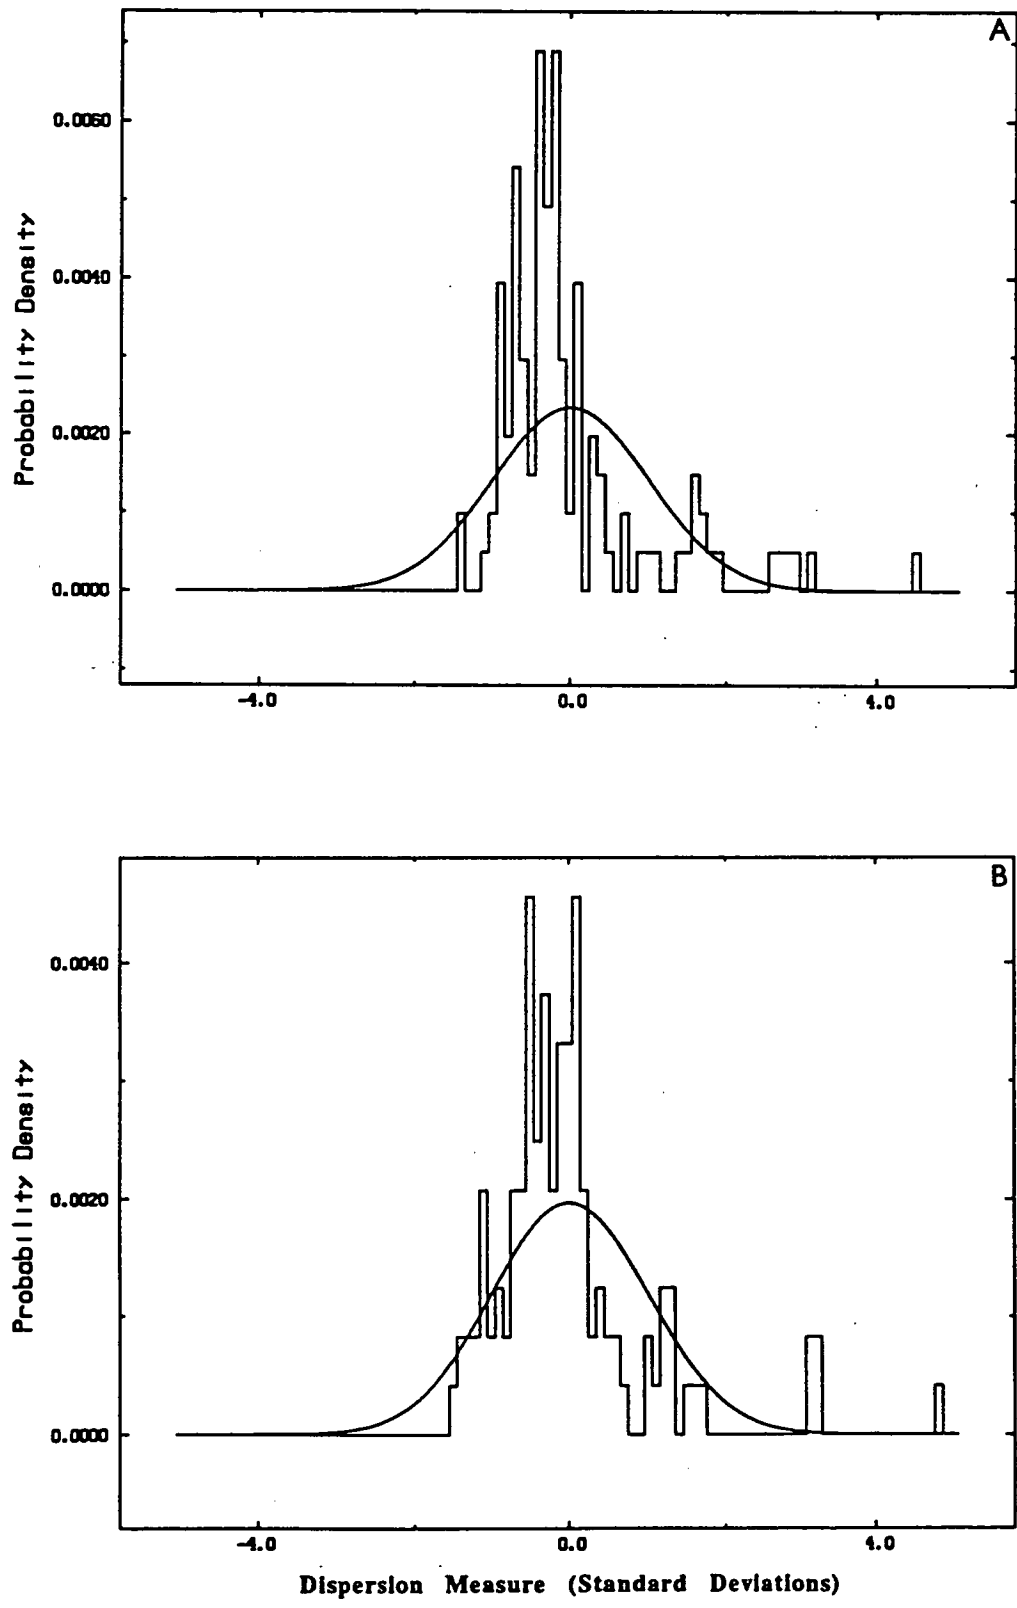 A
0.0060
0.0040
0.0020
0.0000
Probability Density
-4.0 0.0 4.0
B
0.0040
0.0020
0.0000
Probability Density
-4.0 0.0 4.0
Dispersion Measure (Standard Deviations)